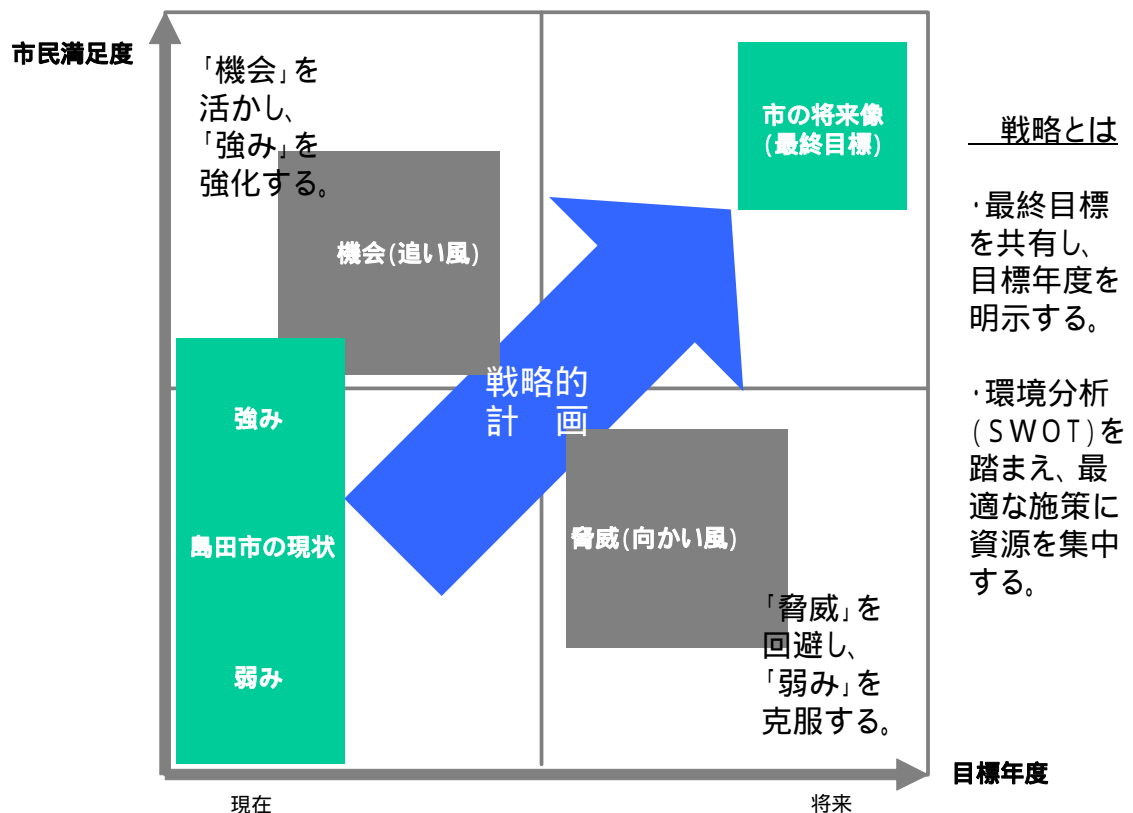 市民満足度
「機会」を
活かし、
「強み」を
強化する。
機会(追い風)
市の将来像
(最終目標)
戦略とは
・最終目標
を共有し、
目標年度を
明示する。
・環境分析
(SWOT)を
踏まえ、最
適な施策に
資源を集中
する。
戦略的
計　画
強み
島田市の現状
弱み
脅威(向かい風)
「脅威」を
回避し、
「弱み」を
克服する。
目標年度
現在
将来